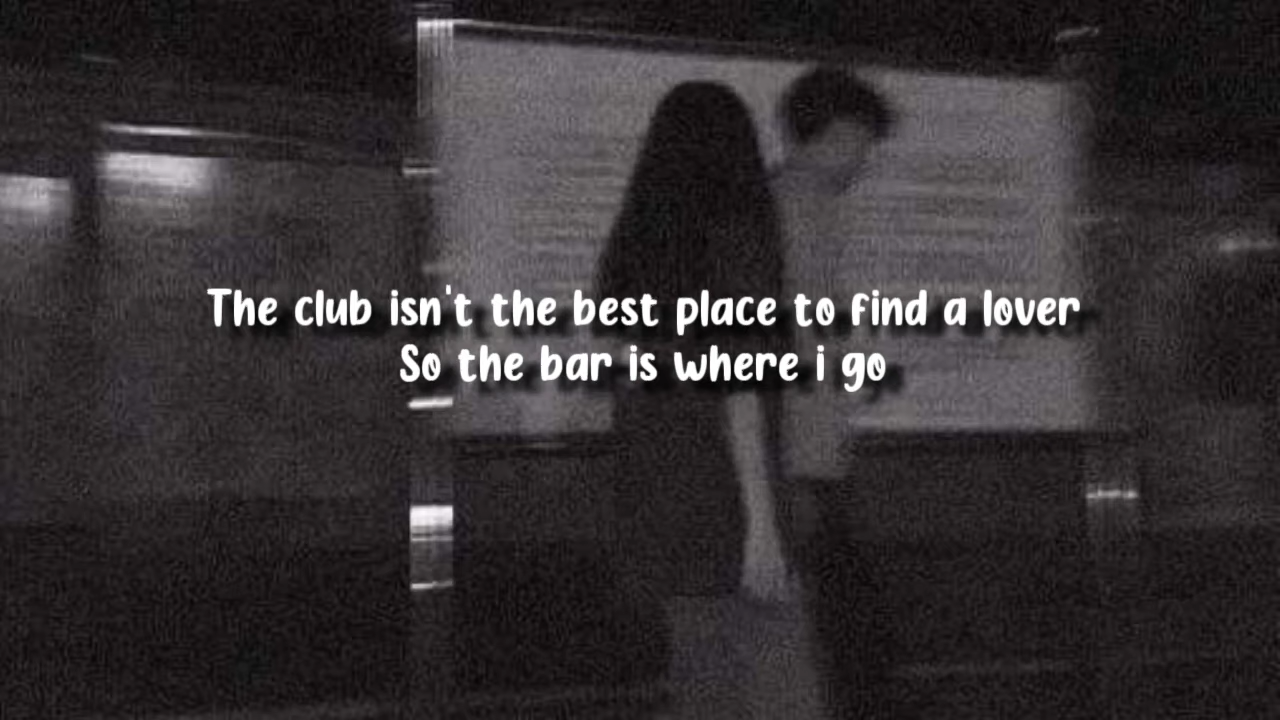 The club isn't the best place to find a lover
So the bar is where i go